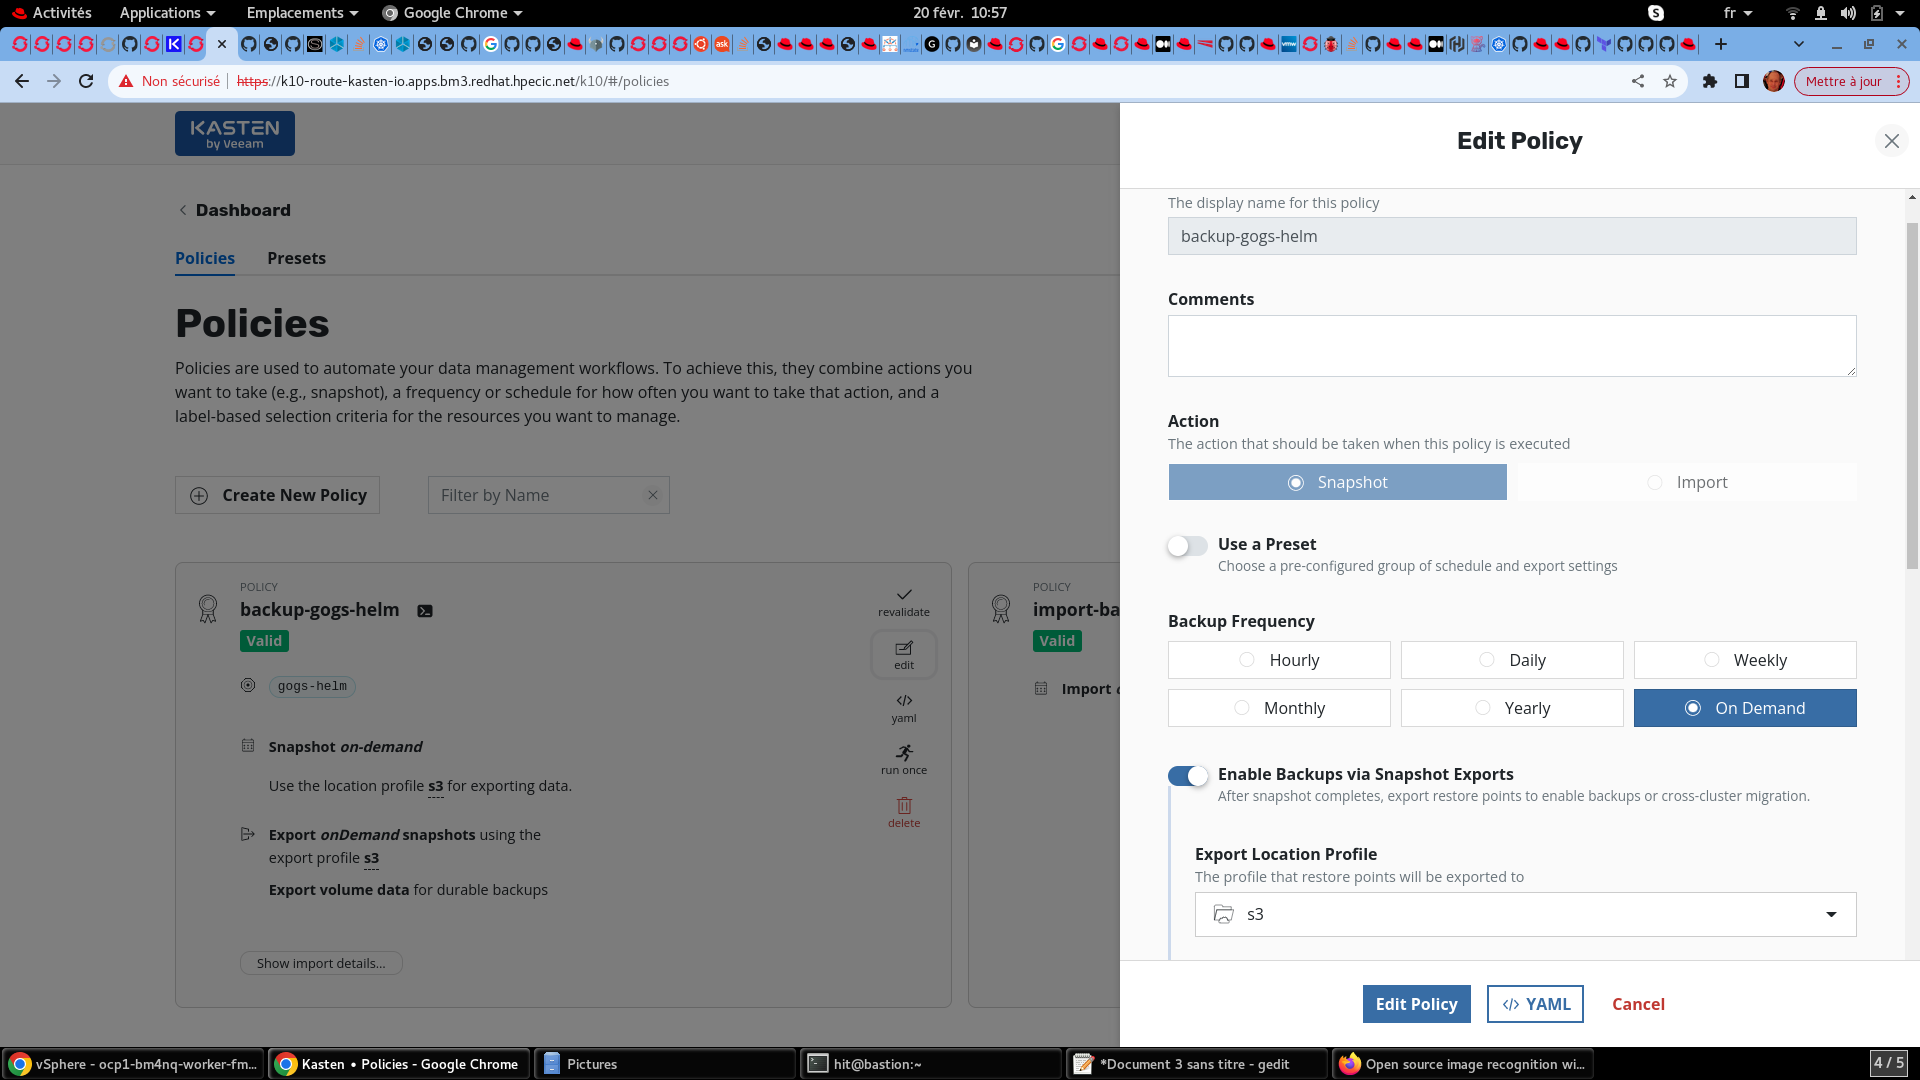 Activités
Applications
Emplacements
Google Chrome
20 févr. 10:57
fr
Non sécurisé
https://k10-route-kasten-io.apps.bm3.redhat.hpecic.net/k10/#/policies
Mettre à jour
KASTEN
by Veeam
Dashboard
Policies
Presets
Policies
Policies are used to automate your data management workflows. To achieve this, they combine actions you
want to take (e.g., snapshot), a frequency or schedule for how often you want to take that action, and a
label-based selection criteria for the resources you want to manage.
Create New Policy
Filter by Name
POLICY
backup-gogs-helm
Valid
gogs-helm
Snapshot on-demand
Use the location profile s3 for exporting data.
Export onDemand snapshots using the
export profile s3
Export volume data for durable backups
Show import details...
revalidate
edit
yaml
run once
delete
POLICY
import-ba
Valid
Import
Edit Policy
The display name for this policy
backup-gogs-helm
Comments
Action
The action that should be taken when this policy is executed
Snapshot
Import
Use a Preset
Choose a pre-configured group of schedule and export settings
Backup Frequency
Hourly
Daily
Weekly
Monthly
Yearly
On Demand
Enable Backups via Snapshot Exports
After snapshot completes, export restore points to enable backups or cross-cluster migration.
Export Location Profile
The profile that restore points will be exported to
s3
Edit Policy
YAML
Cancel
vSphere - ocp1-bm4nq-worker-fm...
Kasten • Policies - Google Chrome
Pictures
hit@bastion:~
*Document 3 sans titre - gedit
Open source image recognition wi...
4 / 5